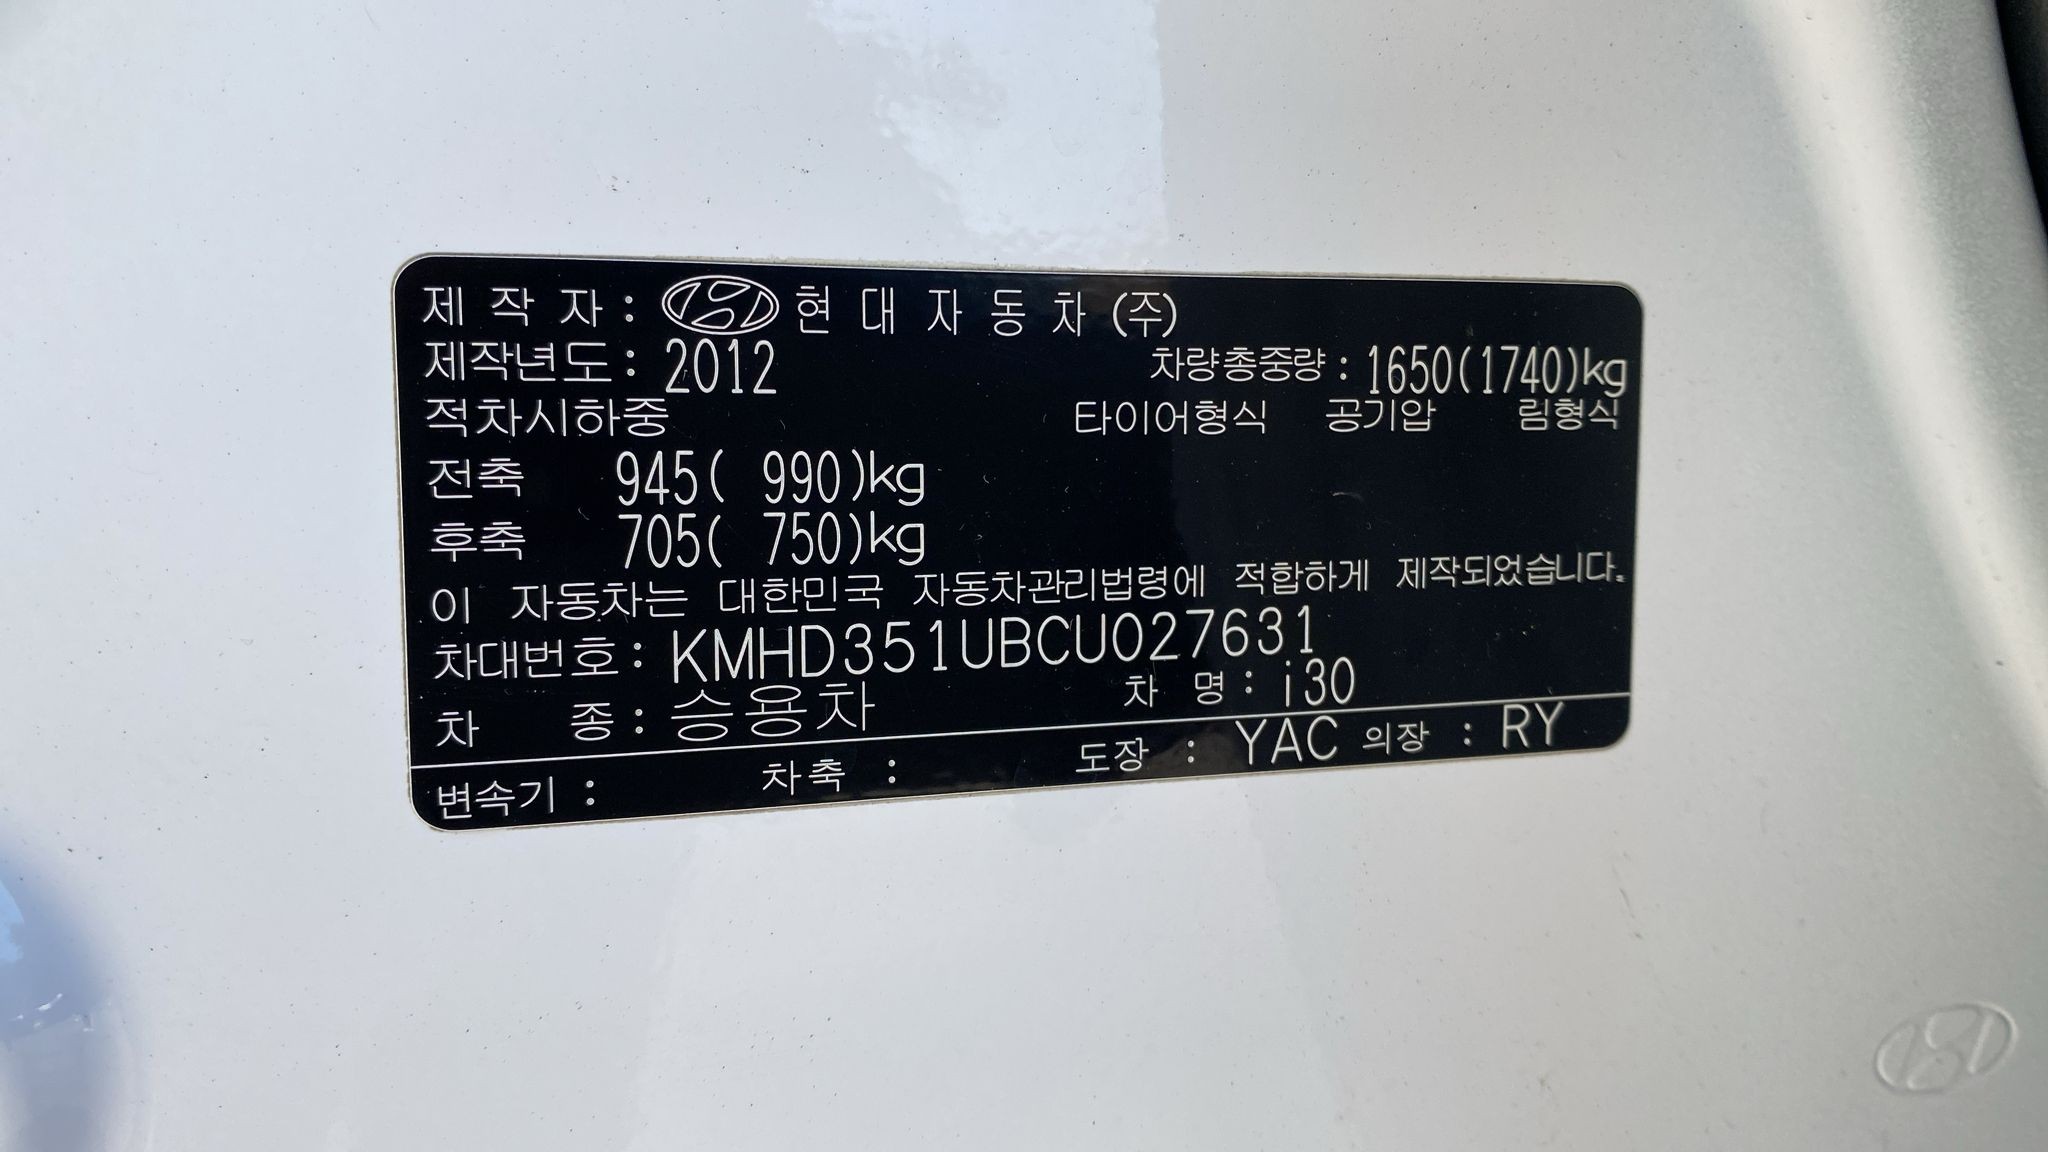 제 작 자 : 현 대 자 동 차 (주)
제작년도 : 2012 차량총중량 : 1650(1740)kg
적차시하중 타이어형식 공기압 림형식
전축 945( 990)kg
후축 705( 750)kg
이 자동차는 대한민국 자동차관리법령에 적합하게 제작되었습니다.
차대번호 : KMHD351UBCU027631
차 종 : 승용차 차 명 : i30
변속기 : 차축 : 도장 : YAC 의장 : RY